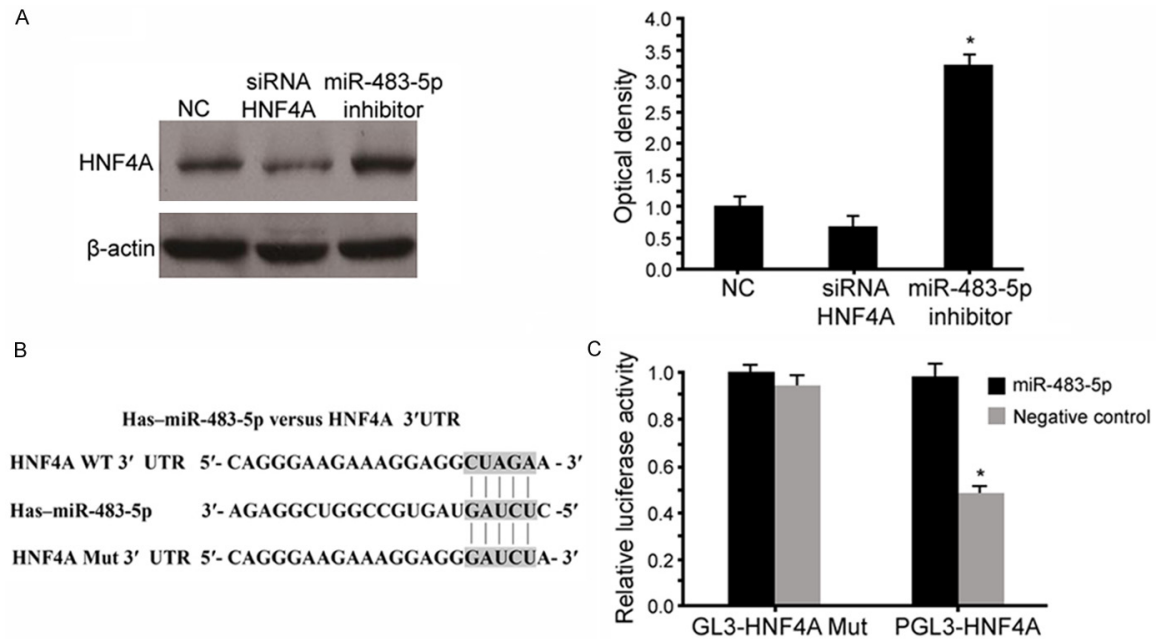 A
NC
siRNA
HNF4A
miR-483-5p
inhibitor
HNF4A
β-actin
Optical density
4.0
3.5
3.0
2.5
2.0
1.5
1.0
0.5
0.0
*
NC
siRNA
HNF4A
miR-483-5p
inhibitor
B
Has–miR-483-5p versus HNF4A 3′UTR
HNF4A WT 3′ UTR 5′- CAGGGAAGAAAGGAGGCUAGAA - 3′
Has–miR-483-5p 3′- AGAGGCUGGCCGUGAUGAUCUC -5′
HNF4A Mut 3′ UTR 5′- CAGGGAAGAAAGGAGGGAUCUA- 3′
C
Relative luciferase activity
1.0
0.8
0.6
0.4
0.2
0.0
*
miR-483-5p
Negative control
GL3-HNF4A Mut
PGL3-HNF4A